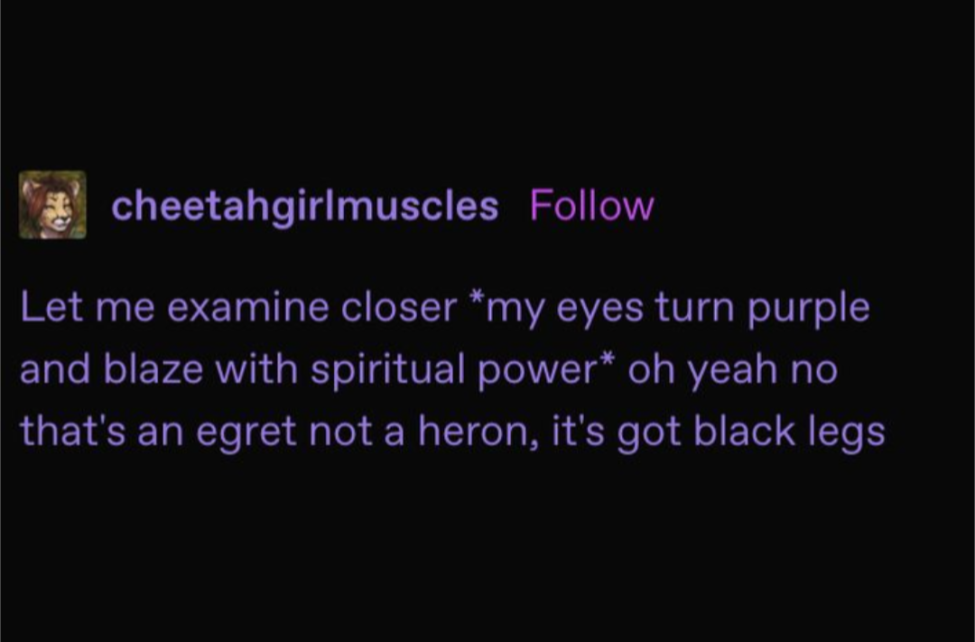 cheetahgirlmuscles Follow
Let me examine closer *my eyes turn purple
and blaze with spiritual power* oh yeah no
that's an egret not a heron, it's got black legs